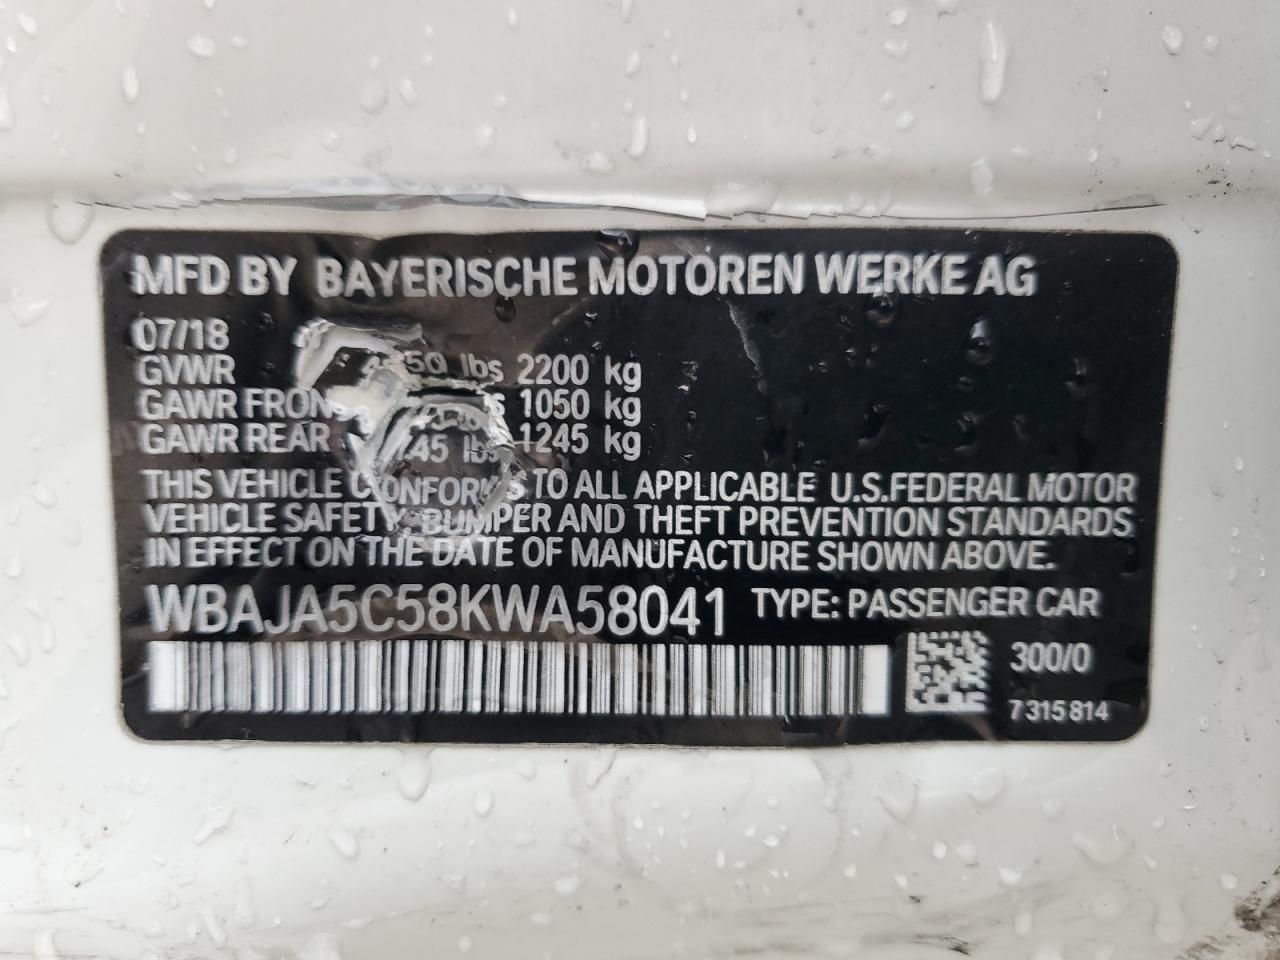 MFD BY BAYERISCHE MOTOREN WERKE AG
07/18
GVWR lbs 2200 kg
GAWR 1050 kg
GAWR REAR 1245 kg
THIS VEHICLE CONFORMS TO ALL APPLICABLE U.S.FEDERAL MOTOR
VEHICLE SAFETY, BUMPER AND THEFT PREVENTION STANDARDS
IN EFFECT ON THE DATE OF MANUFACTURE SHOWN ABOVE.
WBAJA5C58KWA58041 TYPE: PASSENGER CAR
300/0
7 315 814